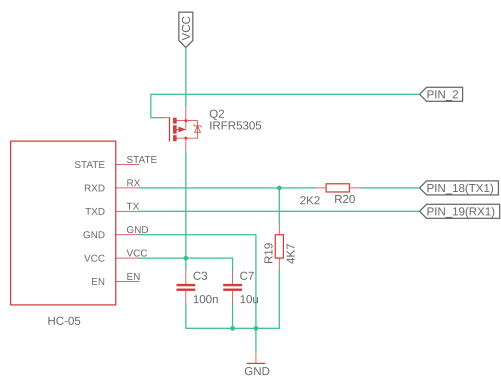 VCC
PIN_2
Q2
IRFR5305
STATE STATE
RXD RX
TXD TX
GND GND
VCC VCC
EN EN
HC-05
2K2 R20
PIN_18(TX1)
PIN_19(RX1)
R19 4K7
C3
100n
C7
10u
GND